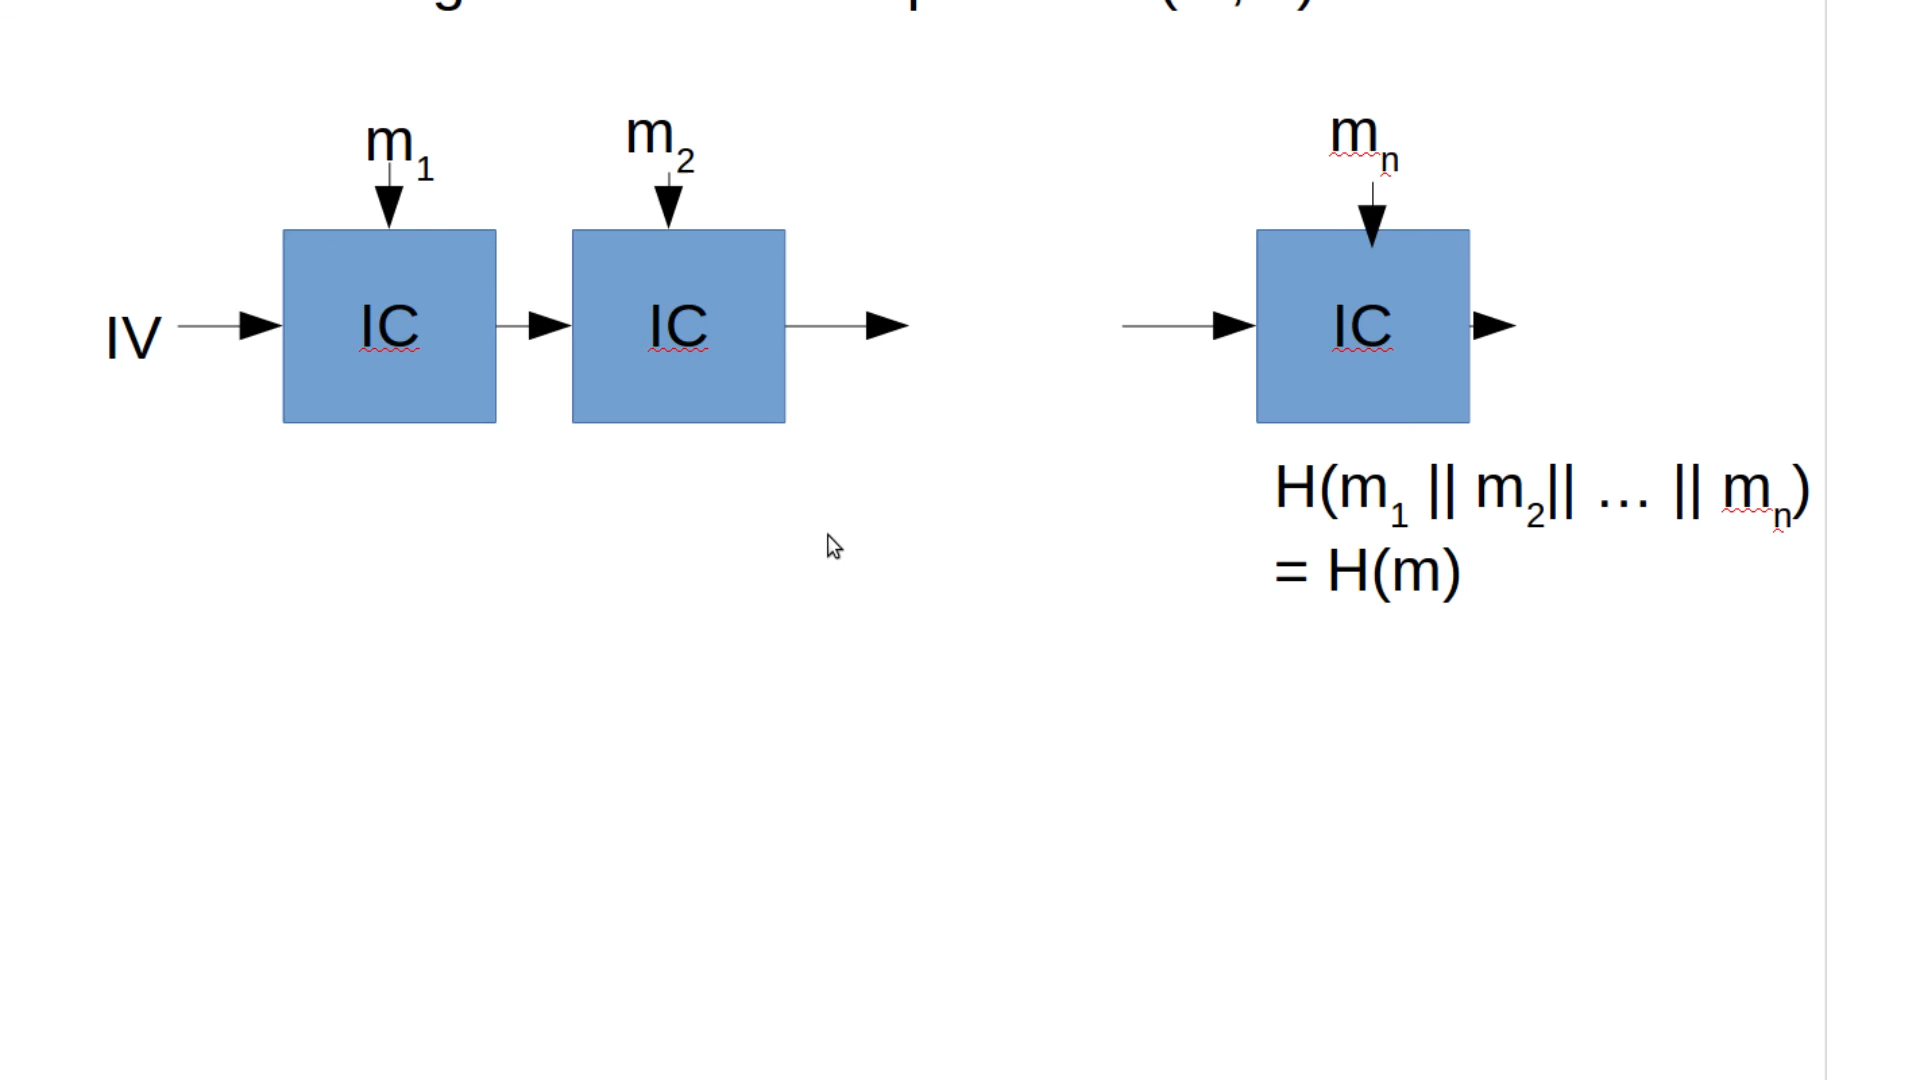 m1
m2
mn
IV
IC
IC
IC
H(m1 || m2|| … || mn)
= H(m)